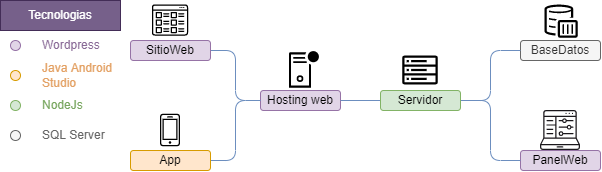 Tecnologias
Wordpress
Java Android
Studio
NodeJs
SQL Server
SitioWeb
App
Hosting web
Servidor
BaseDatos
PanelWeb